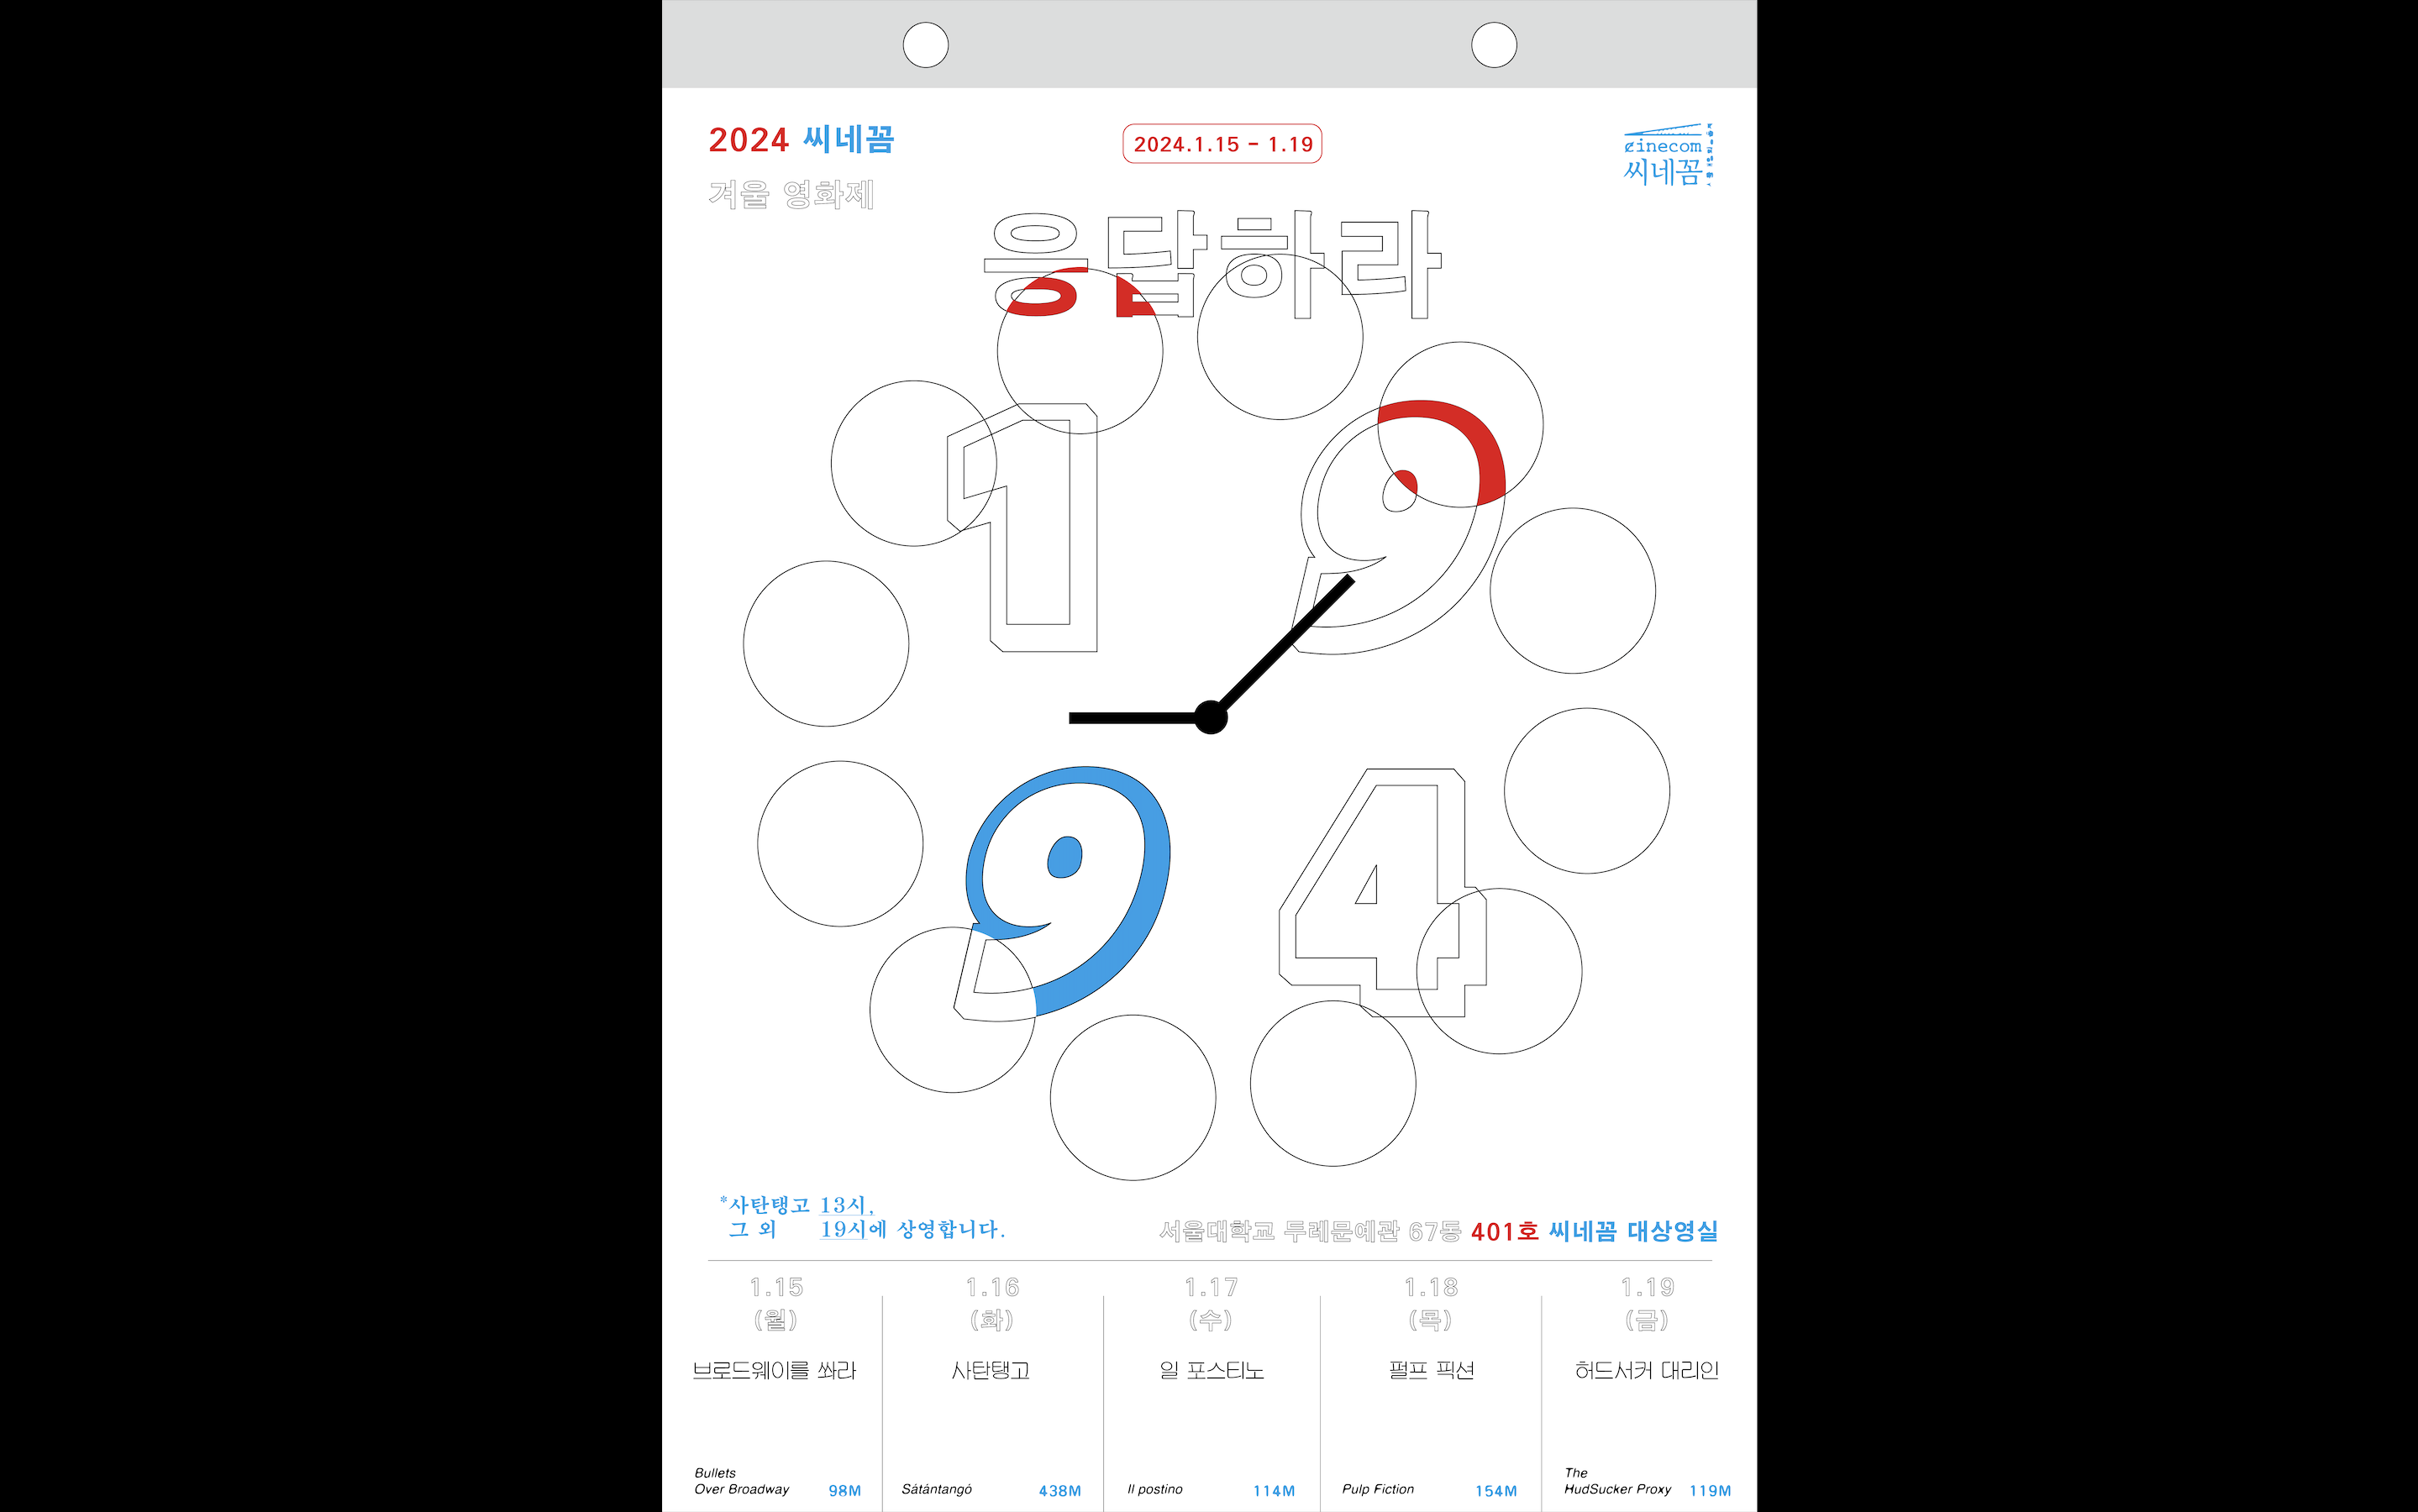 2024 씨네꼼
2024.1.15 - 1.19
cinecom
씨네꼼
겨울 영화제
응답하라
1 9
9 4
*사탄탱고 13시,
그 외 19시에 상영합니다.
서울대학교 두레문예관 67동 401호 씨네꼼 대상영실
1.15
(월)
브로드웨이를 쏴라
Bullets
Over Broadway 98M
1.16
(화)
사탄탱고
Sátántangó 438M
1.17
(수)
일 포스티노
Il postino 114M
1.18
(목)
펄프 픽션
Pulp Fiction 154M
1.19
(금)
허드서커 대리인
The
HudSucker Proxy 119M